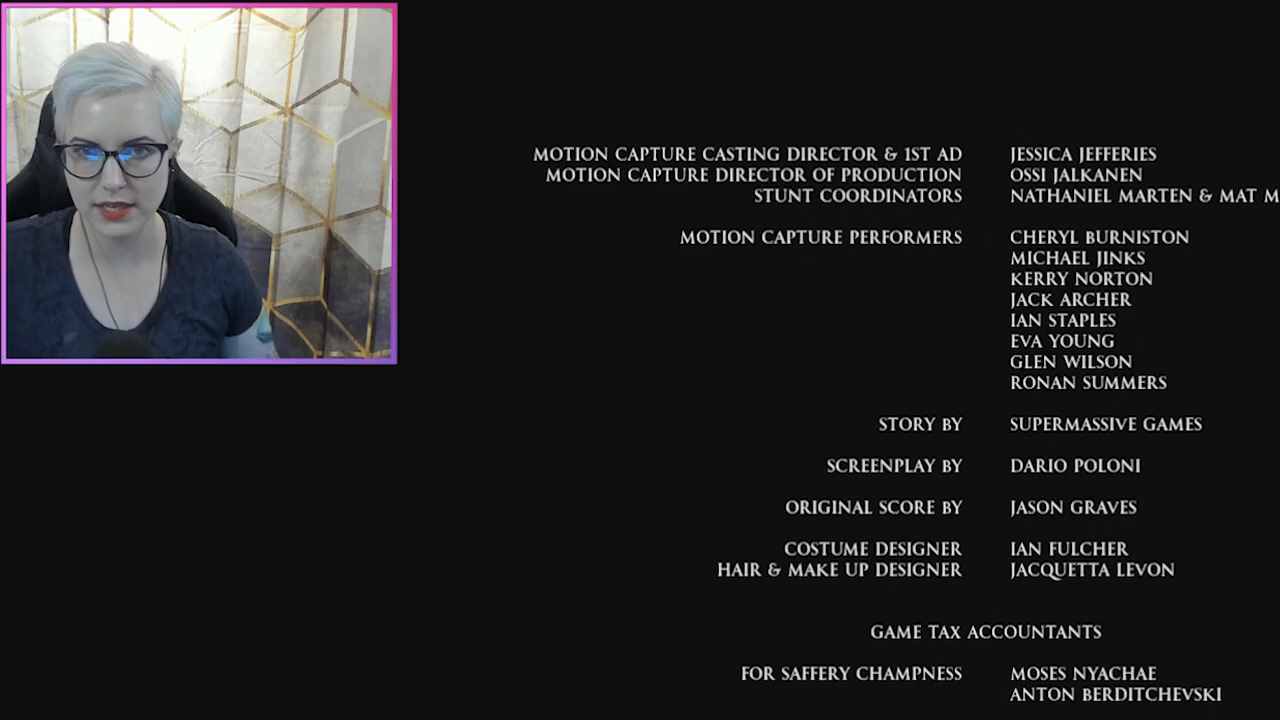 MOTION CAPTURE CASTING DIRECTOR & 1ST AD JESSICA JEFFERIES
MOTION CAPTURE DIRECTOR OF PRODUCTION OSSI JALKANEN
STUNT COORDINATORS NATHANIEL MARTEN & MAT M
MOTION CAPTURE PERFORMERS CHERYL BURNISTON
MICHAEL JINKS
KERRY NORTON
JACK ARCHER
IAN STAPLES
EVA YOUNG
GLEN WILSON
RONAN SUMMERS
STORY BY SUPERMASSIVE GAMES
SCREENPLAY BY DARIO POLONI
ORIGINAL SCORE BY JASON GRAVES
COSTUME DESIGNER IAN FULCHER
HAIR & MAKE UP DESIGNER JACQUETTA LEVON
GAME TAX ACCOUNTANTS
FOR SAFFERY CHAMPNESS MOSES NYACHAE
ANTON BERDITCHEVSKI